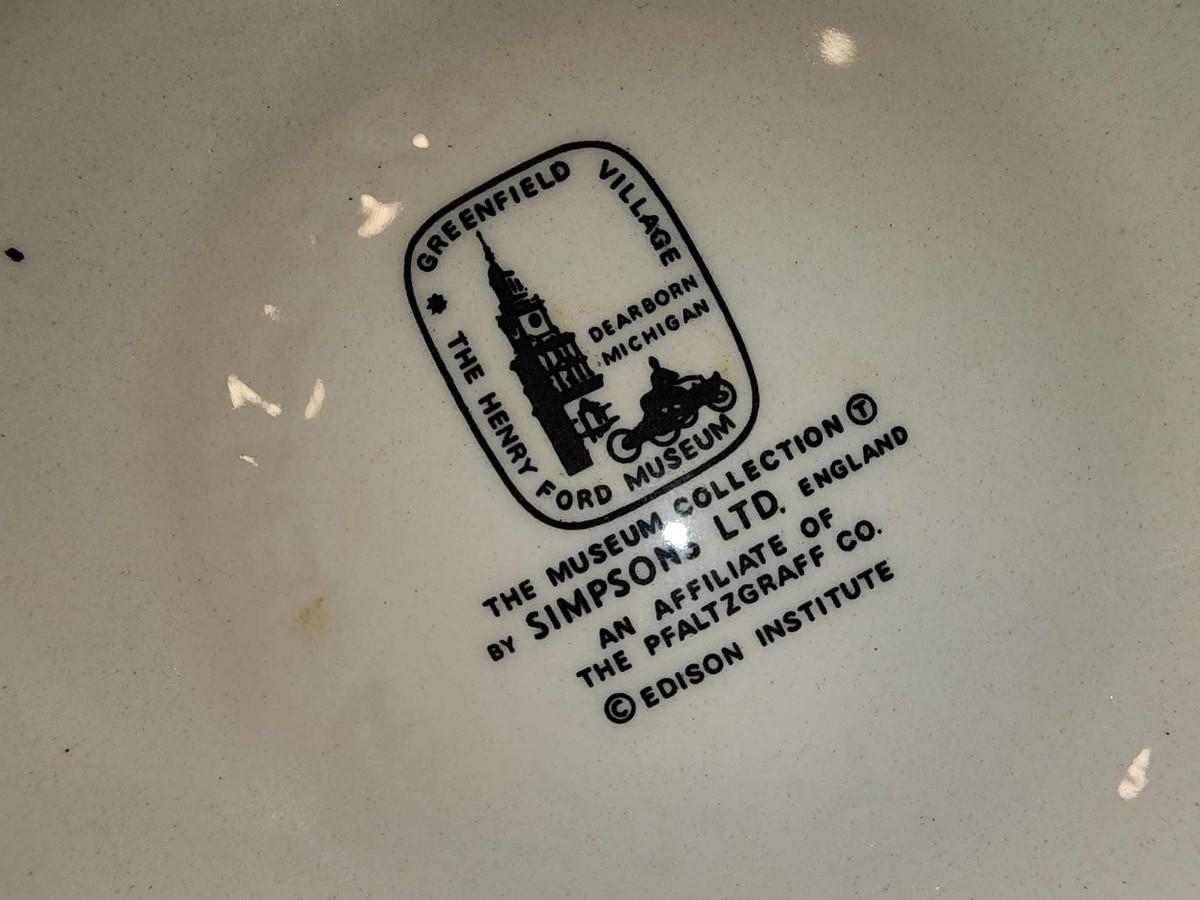 GREENFIELD VILLAGE
DEARBORN
MICHIGAN
* THE HENRY FORD MUSEUM
THE MUSEUM COLLECTION Ⓣ
BY SIMPSONS LTD. ENGLAND
AN AFFILIATE OF
THE PFALTZGRAFF CO.
© EDISON INSTITUTE